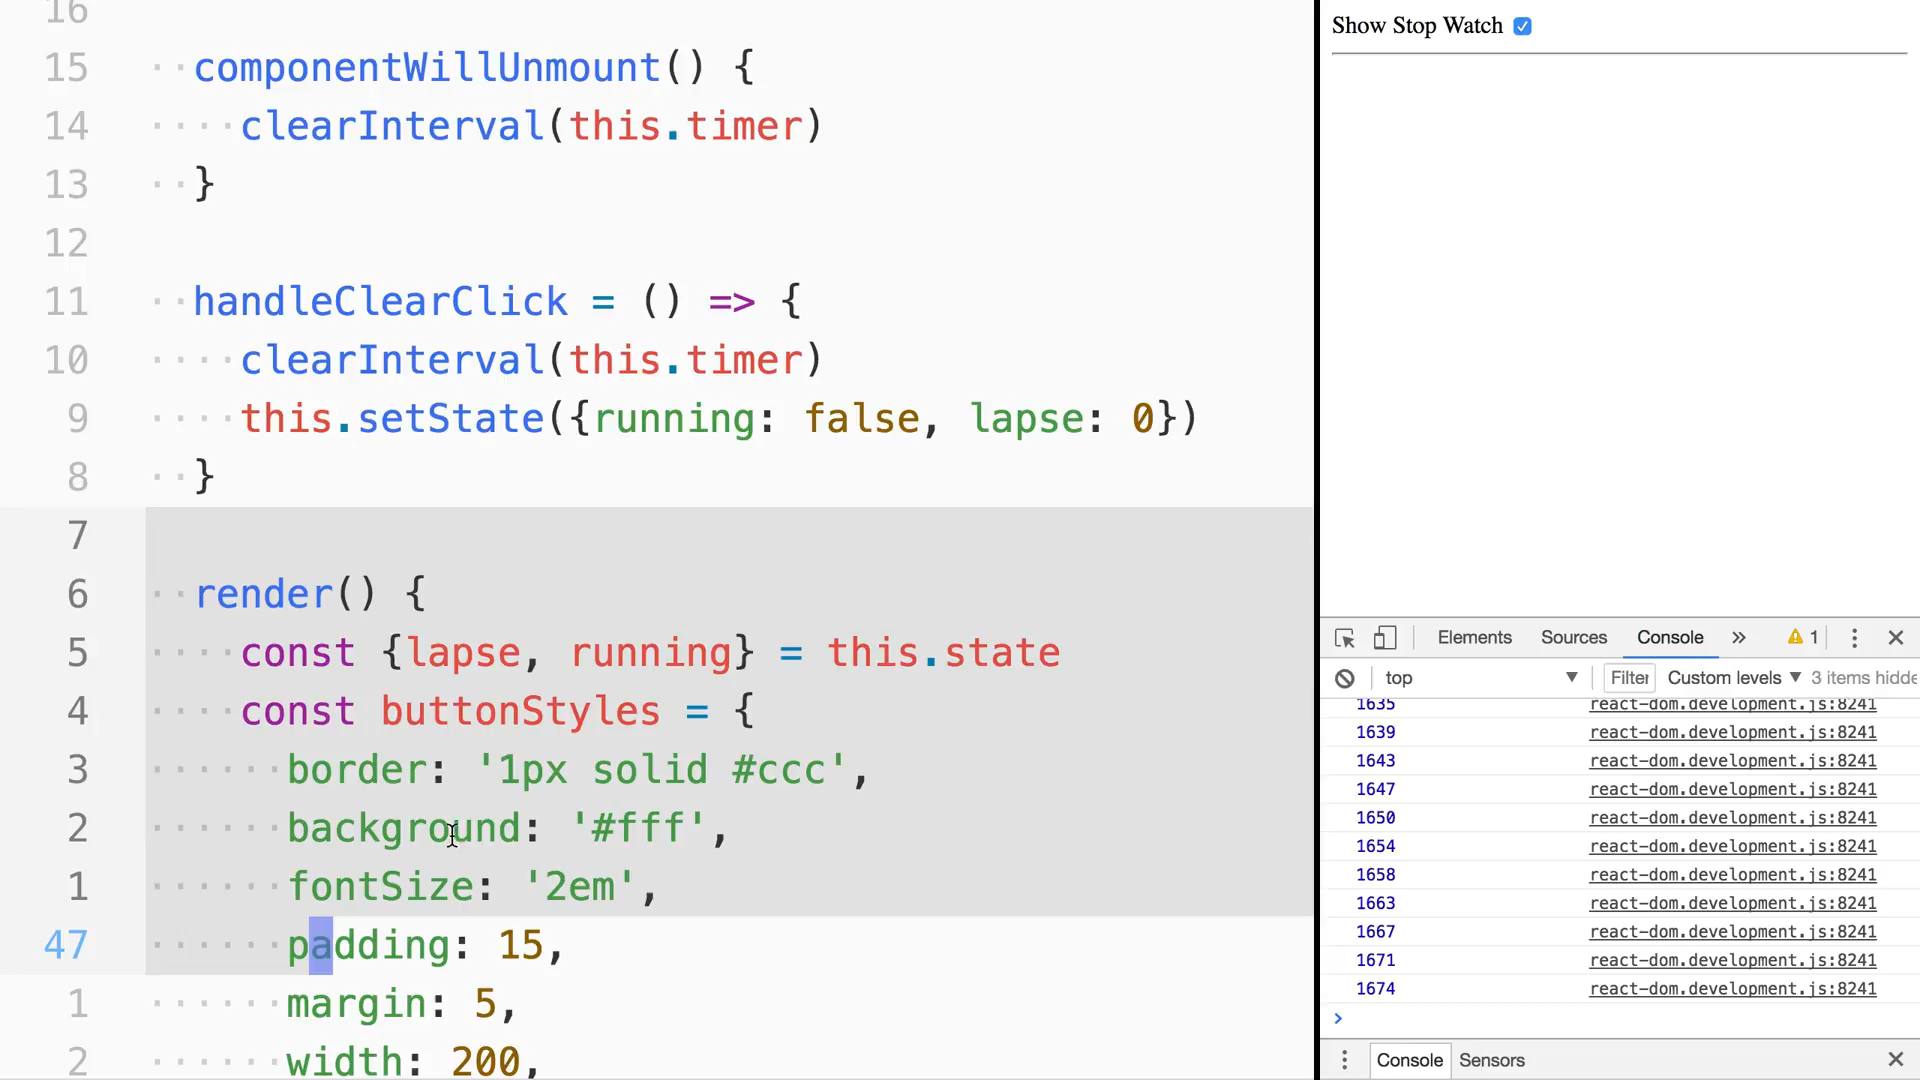 16
15 componentWillUnmount() {
14 clearInterval(this.timer)
13 }
12
11 handleClearClick = () => {
10 clearInterval(this.timer)
9 this.setState({running: false, lapse: 0})
8 }
7
6 render() {
5 const {lapse, running} = this.state
4 const buttonStyles = {
3 border: '1px solid #ccc',
2 background: '#fff',
1 fontSize: '2em',
47 padding: 15,
1 margin: 5,
2 width: 200,
Show Stop Watch
Elements Sources Console » 1
top Filter Custom levels 3 items hidde
1635 react-dom.development.js:8241
1639 react-dom.development.js:8241
1643 react-dom.development.js:8241
1647 react-dom.development.js:8241
1650 react-dom.development.js:8241
1654 react-dom.development.js:8241
1658 react-dom.development.js:8241
1663 react-dom.development.js:8241
1667 react-dom.development.js:8241
1671 react-dom.development.js:8241
1674 react-dom.development.js:8241
Console Sensors